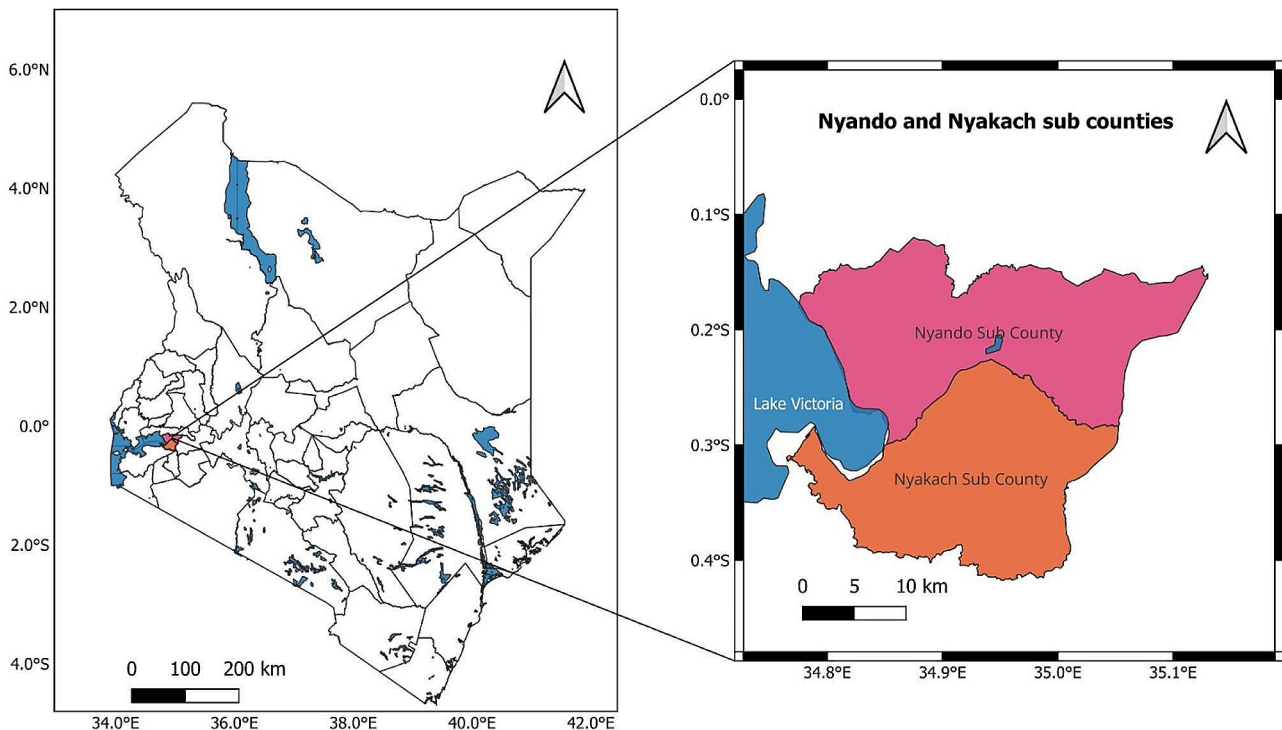 6.0°N
4.0°N
2.0°N
0.0°
2.0°S
4.0°S
0 100 200 km
34.0°E 36.0°E 38.0°E 40.0°E 42.0°E
Nyando and Nyakach sub counties
0.0°
0.1°S
0.2°S
0.3°S
0.4°S
Nyando Sub County
Lake Victoria
Nyakach Sub County
0 5 10 km
34.8°E 34.9°E 35.0°E 35.1°E